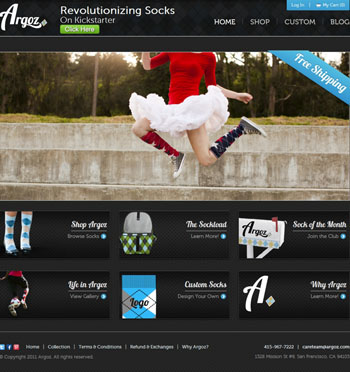 Log In | My Cart (0)
Argoz
Revolutionizing Socks
On Kickstarter
Click Here
HOME | SHOP | CUSTOM | BLOG
Free Shipping
Shop Argoz
Browse Socks
The Sockload
Learn More!
Argoz
Sock of the Month
Join the Club
Life in Argoz
View Gallery
Logo
Custom Socks
Design Your Own
A
Why Argoz
Learn More!
Home | Collection | Terms & Conditions | Refund & Exchanges | Why Argoz?
415-967-7222 | careteam@argoz.com
© Copyright 2011 Argoz. All rights reserved.
1528 Mission St #6, San Francisco, CA 94103